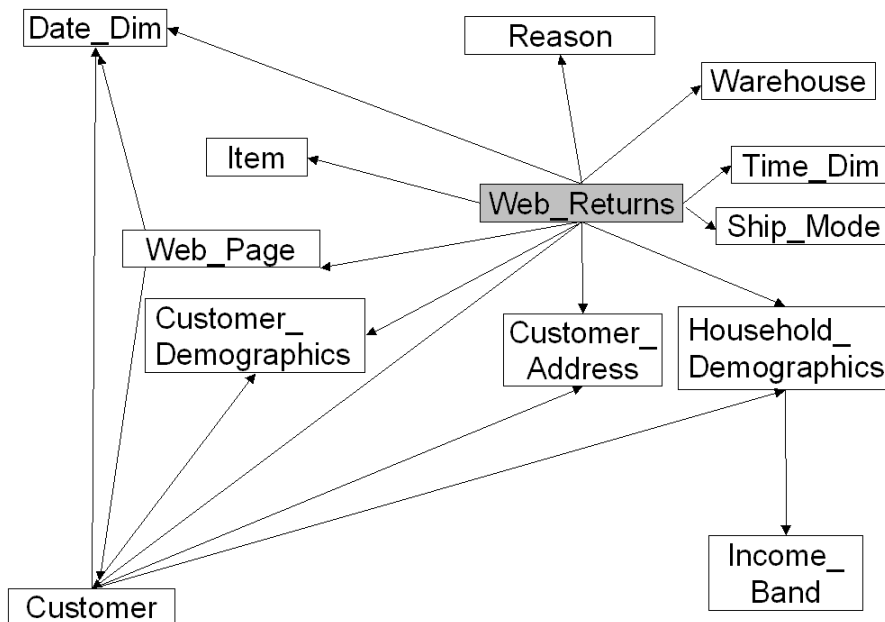 Date_Dim
Reason
Warehouse
Item
Time_Dim
Web_Returns
Ship_Mode
Web_Page
Customer_
Demographics
Customer_
Address
Household_
Demographics
Income_
Band
Customer